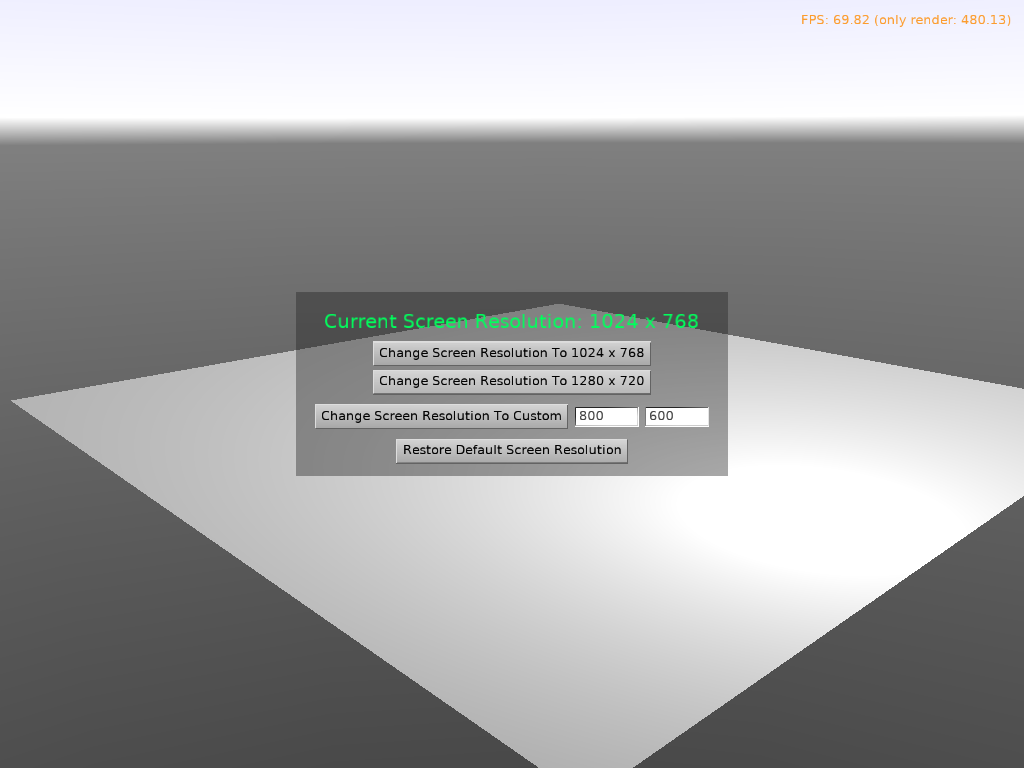 FPS: 69.82 (only render: 480.13)
Current Screen Resolution: 1024 x 768
Change Screen Resolution To 1024 x 768
Change Screen Resolution To 1280 x 720
Change Screen Resolution To Custom 800 600
Restore Default Screen Resolution